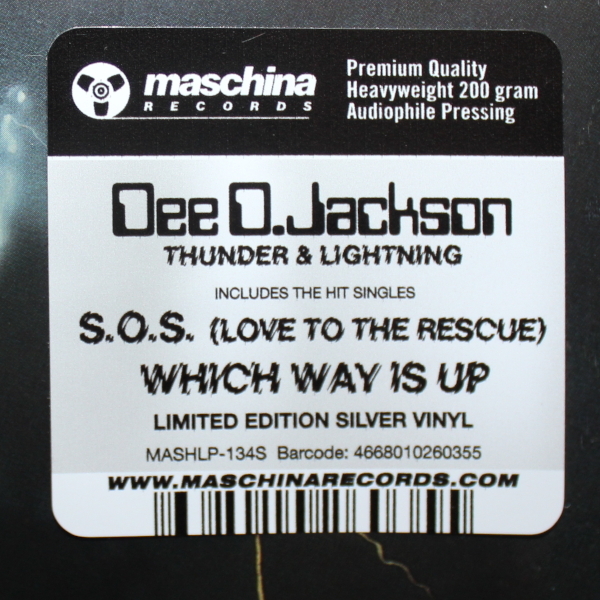 maschina
RECORDS
Premium Quality
Heavyweight 200 gram
Audiophile Pressing
Dee D. Jackson
THUNDER & LIGHTNING
INCLUDES THE HIT SINGLES
S.O.S. (LOVE TO THE RESCUE)
WHICH WAY IS UP
LIMITED EDITION SILVER VINYL
MASHLP-134S Barcode: 4668010260355
WWW.MASCHINARECORDS.COM